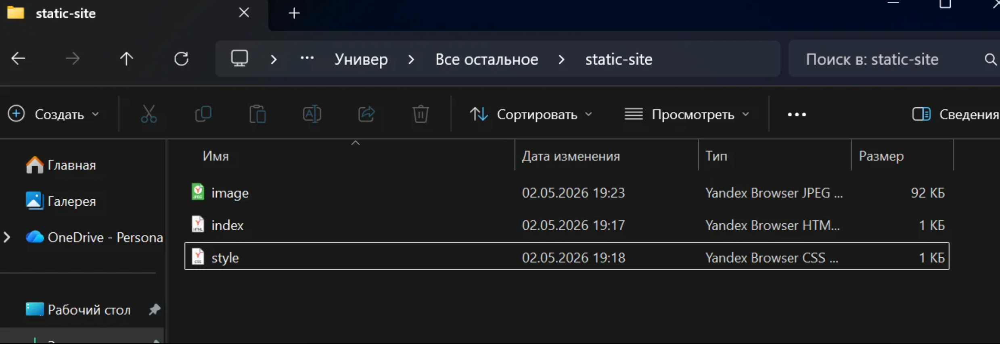 static-site
Универ Все остальное static-site Поиск в: static-site
Создать Сортировать Просмотреть Сведения
Имя Дата изменения Тип Размер
Главная
Галерея
OneDrive - Persona
Рабочий стол
image 02.05.2026 19:23 Yandex Browser JPEG ... 92 КБ
index 02.05.2026 19:17 Yandex Browser HTM... 1 КБ
style 02.05.2026 19:18 Yandex Browser CSS ... 1 КБ